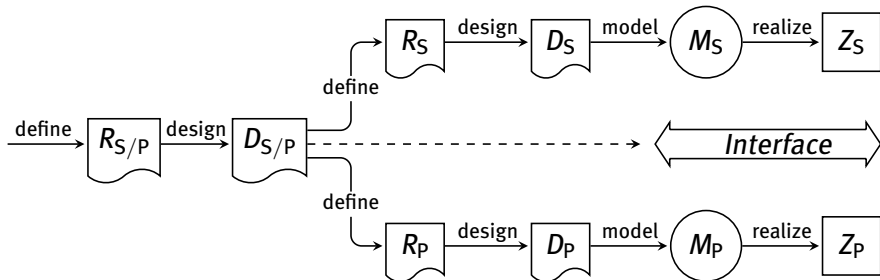 R_S design D_S model M_S realize Z_S
define
define R_S/P design D_S/P Interface
define
R_P design D_P model M_P realize Z_P